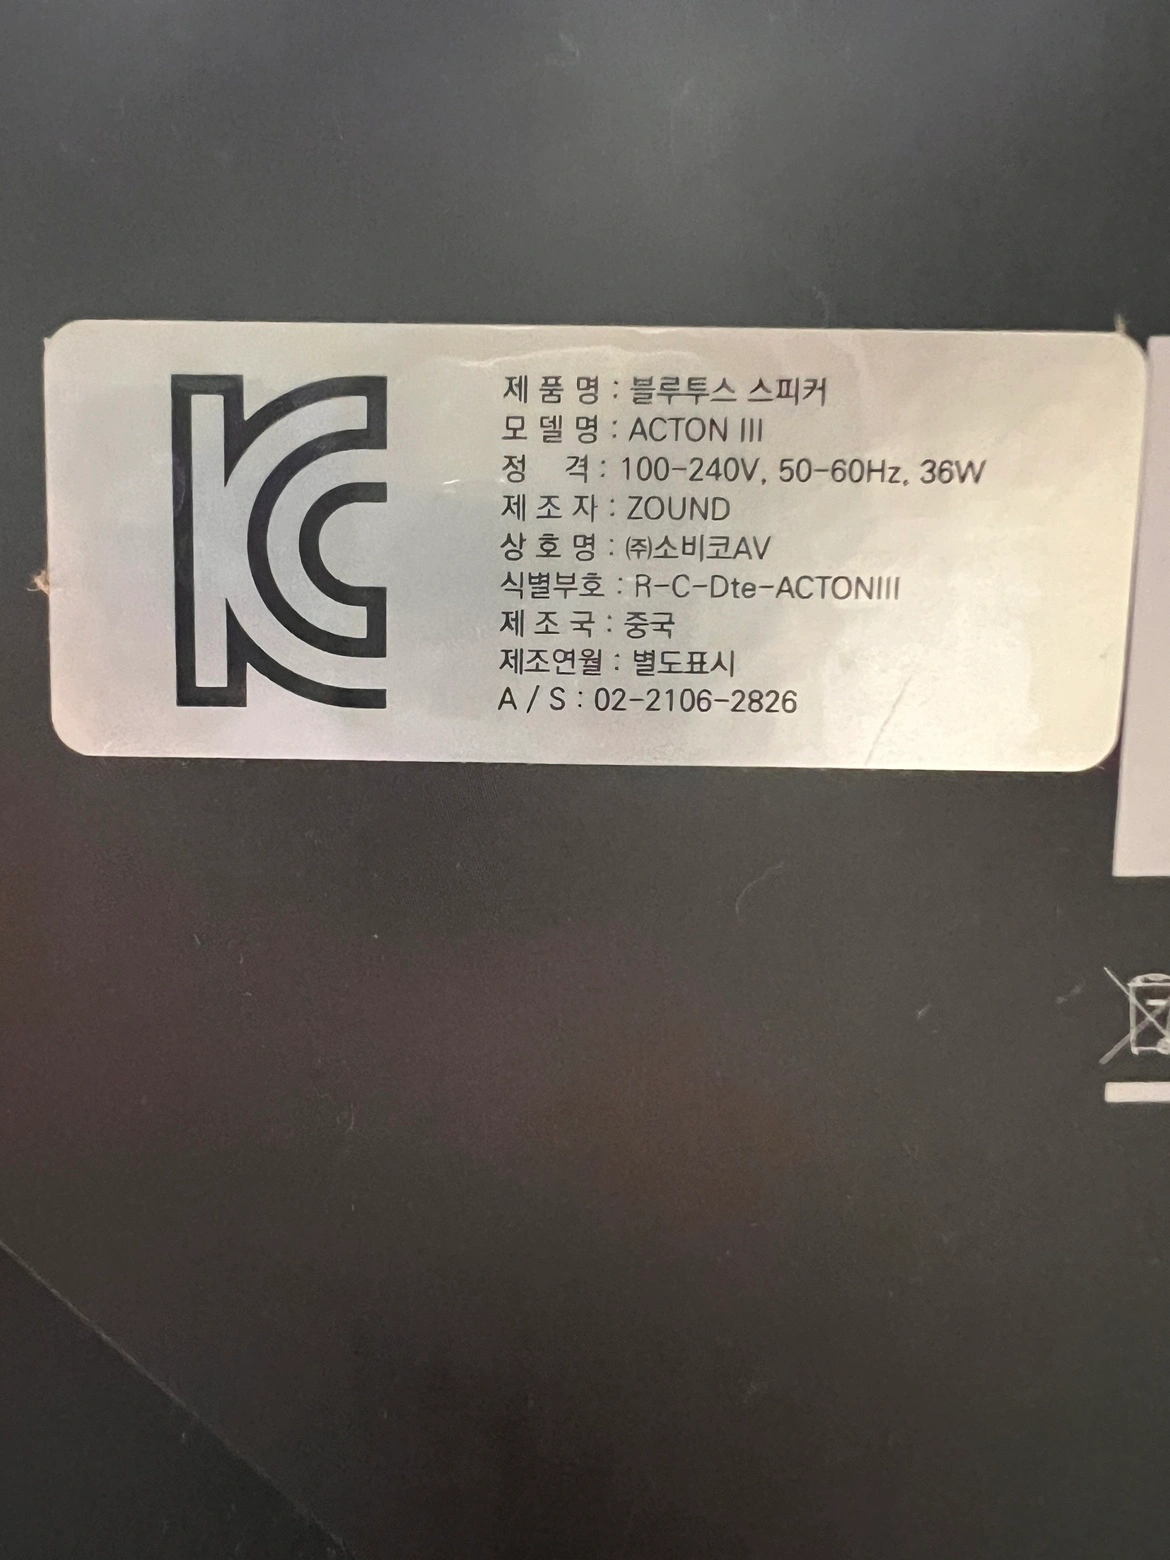 제 품 명 : 블루투스 스피커
모 델 명 : ACTON III
정 격 : 100-240V, 50-60Hz, 36W
제 조 자 : ZOUND
상 호 명 : ㈜소비코AV
식별부호 : R-C-Dte-ACTONIII
제 조 국 : 중국
제조연월 : 별도표시
A / S : 02-2106-2826